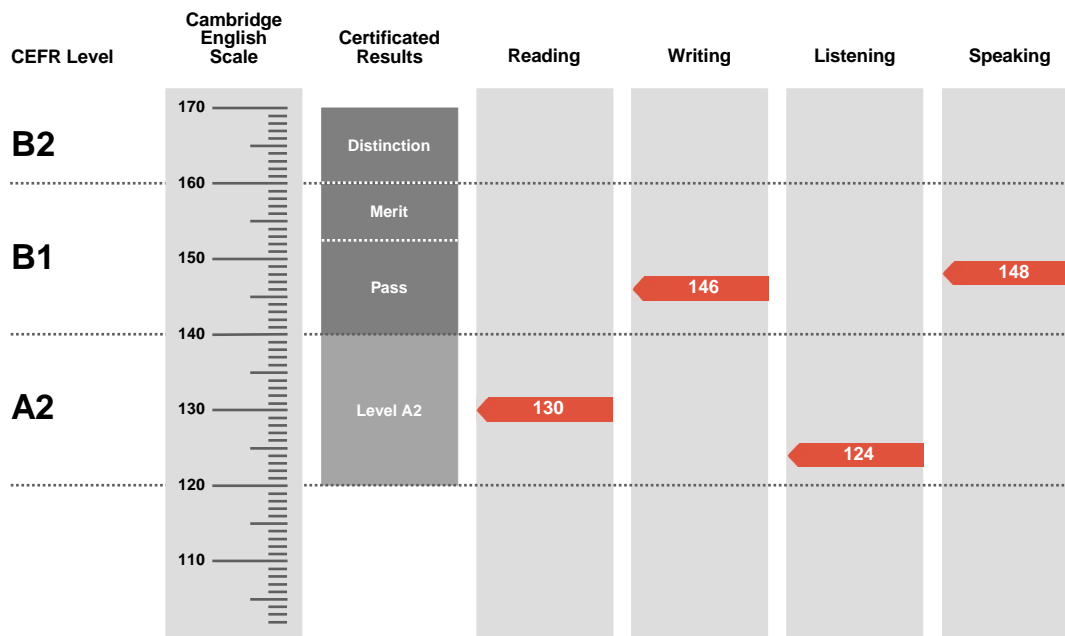 CEFR Level
Cambridge
English
Scale
Certificated
Results
Reading
Writing
Listening
Speaking
170
B2
Distinction
160
Merit
B1
150
Pass
146
148
140
A2
130
Level A2
130
124
120
110